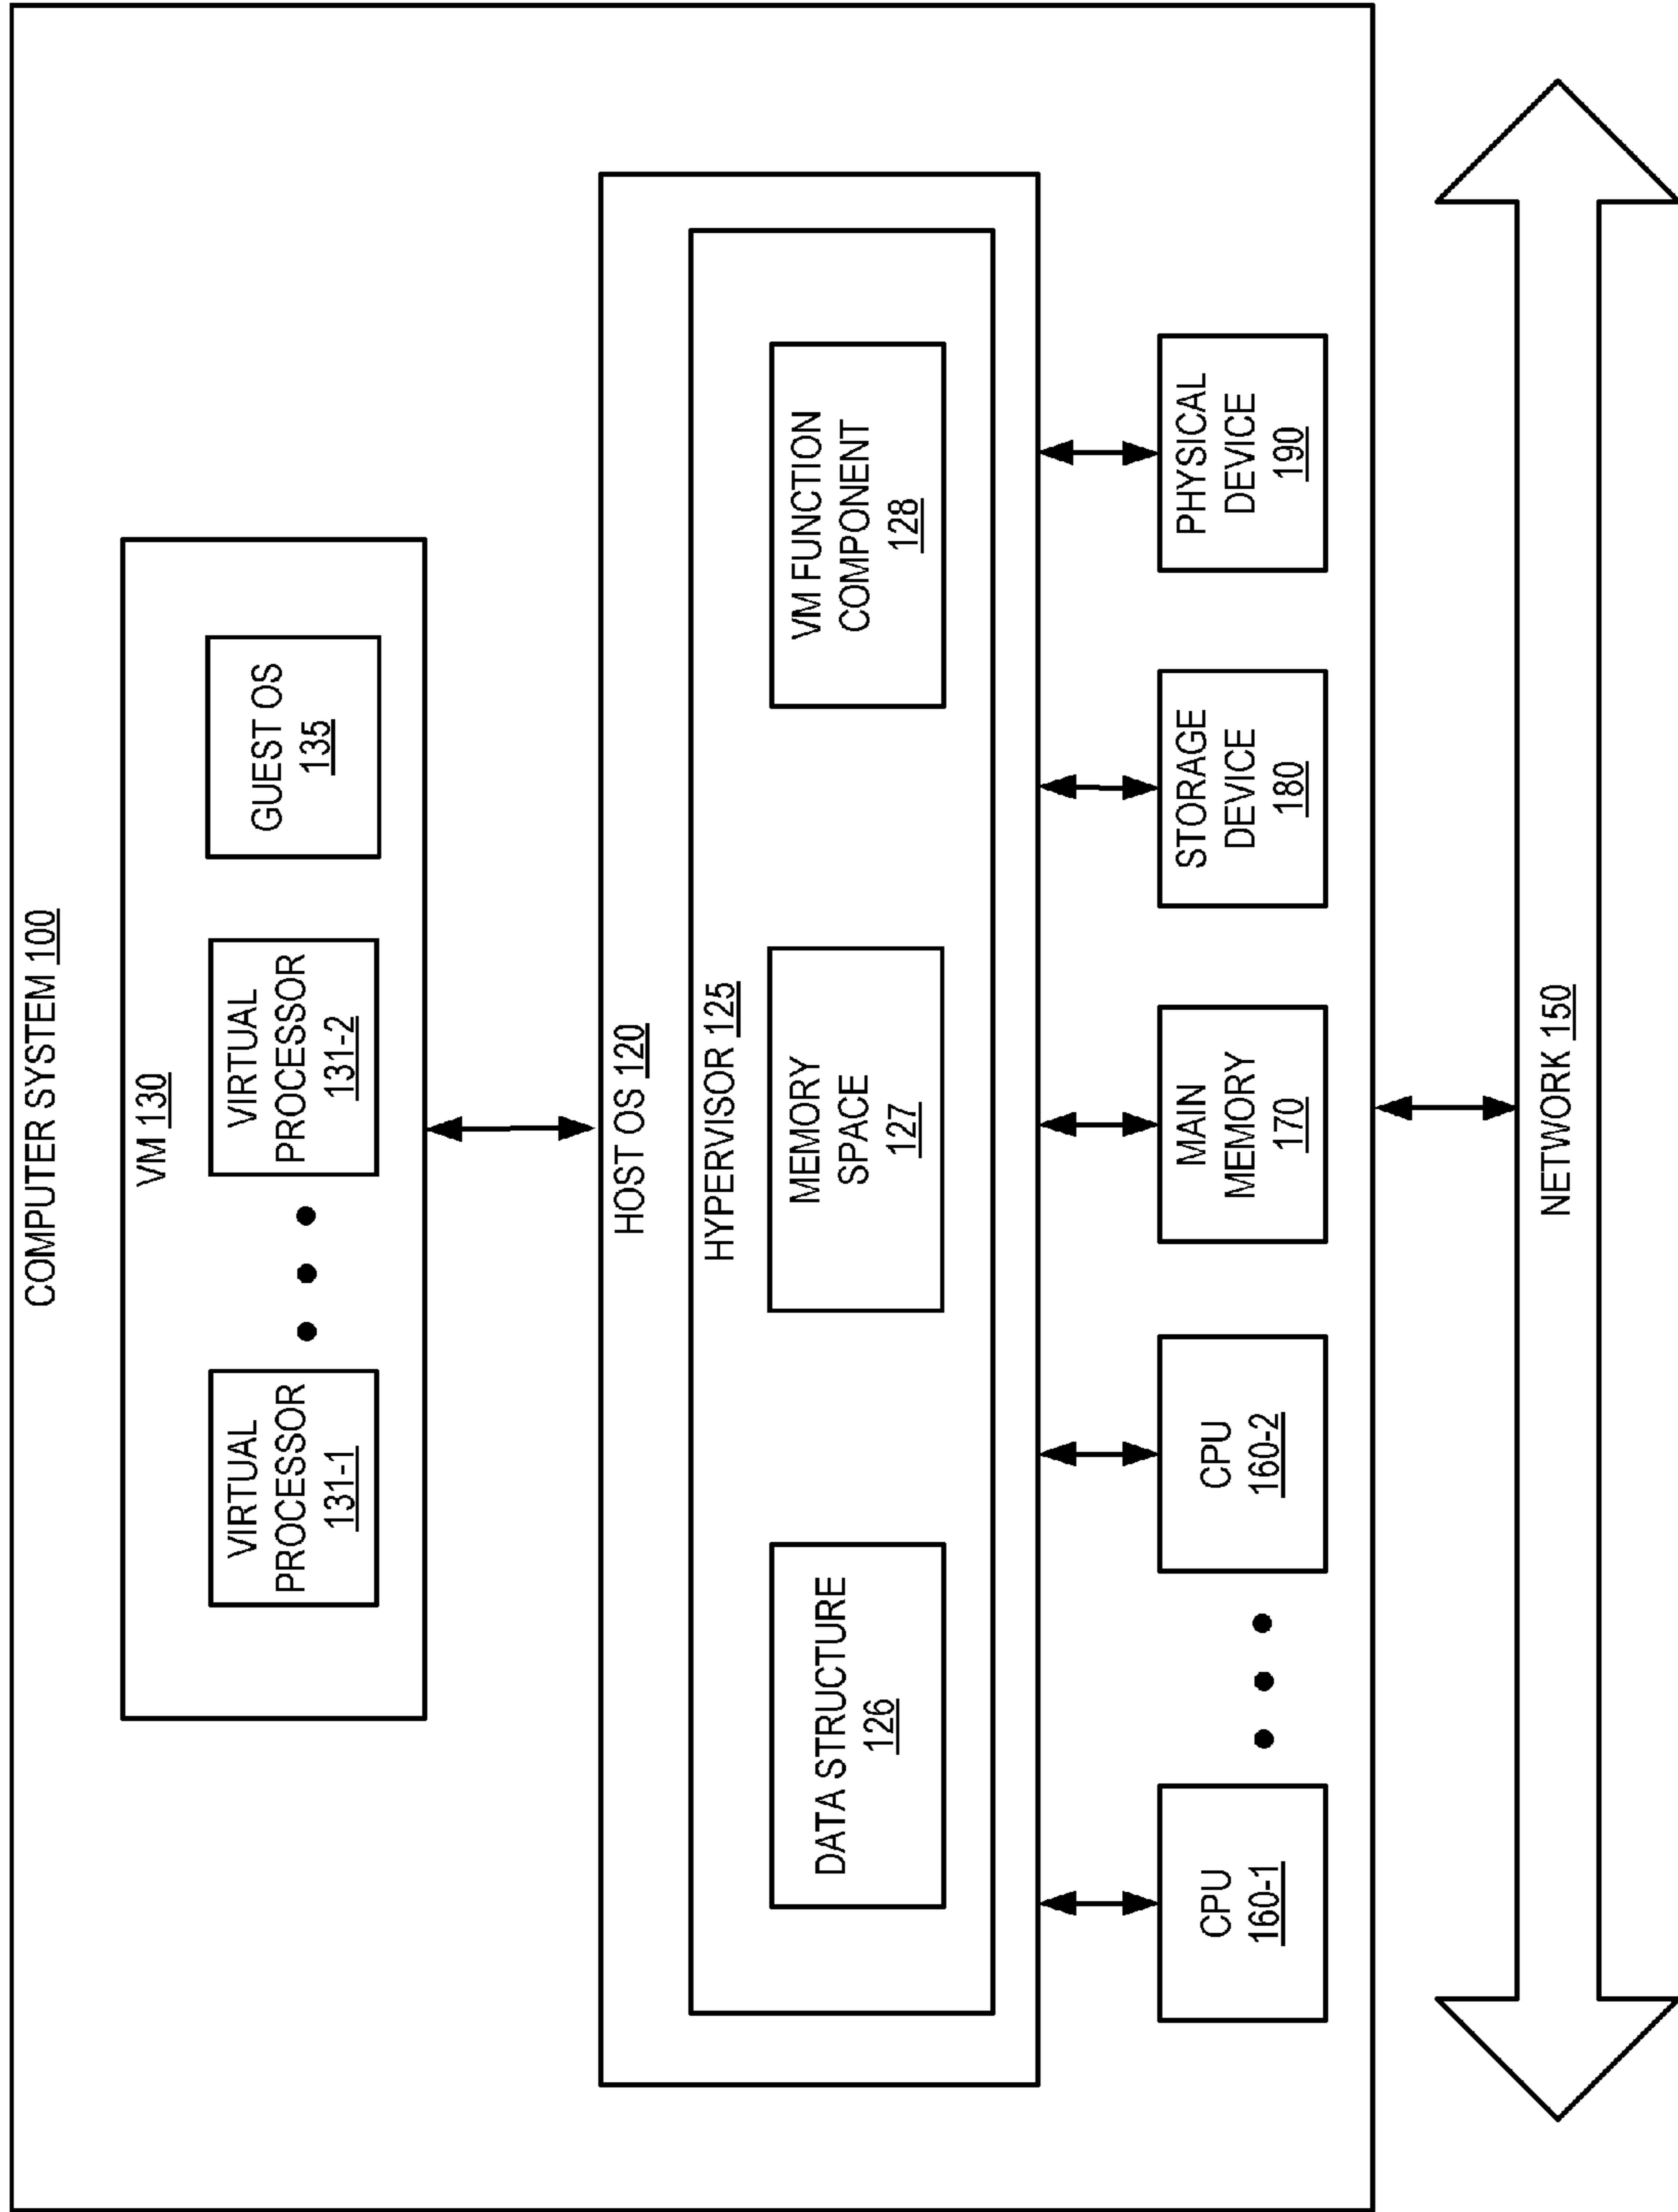 COMPUTER SYSTEM 100
VM 130
VIRTUAL
PROCESSOR
131-1
VIRTUAL
PROCESSOR
131-2
GUEST OS
135
HOST OS 120
HYPERVISOR 125
DATA STRUCTURE
126
MEMORY
SPACE
127
VM FUNCTION
COMPONENT
128
CPU
160-1
CPU
160-2
MAIN
MEMORY
170
STORAGE
DEVICE
180
PHYSICAL
DEVICE
190
NETWORK 150